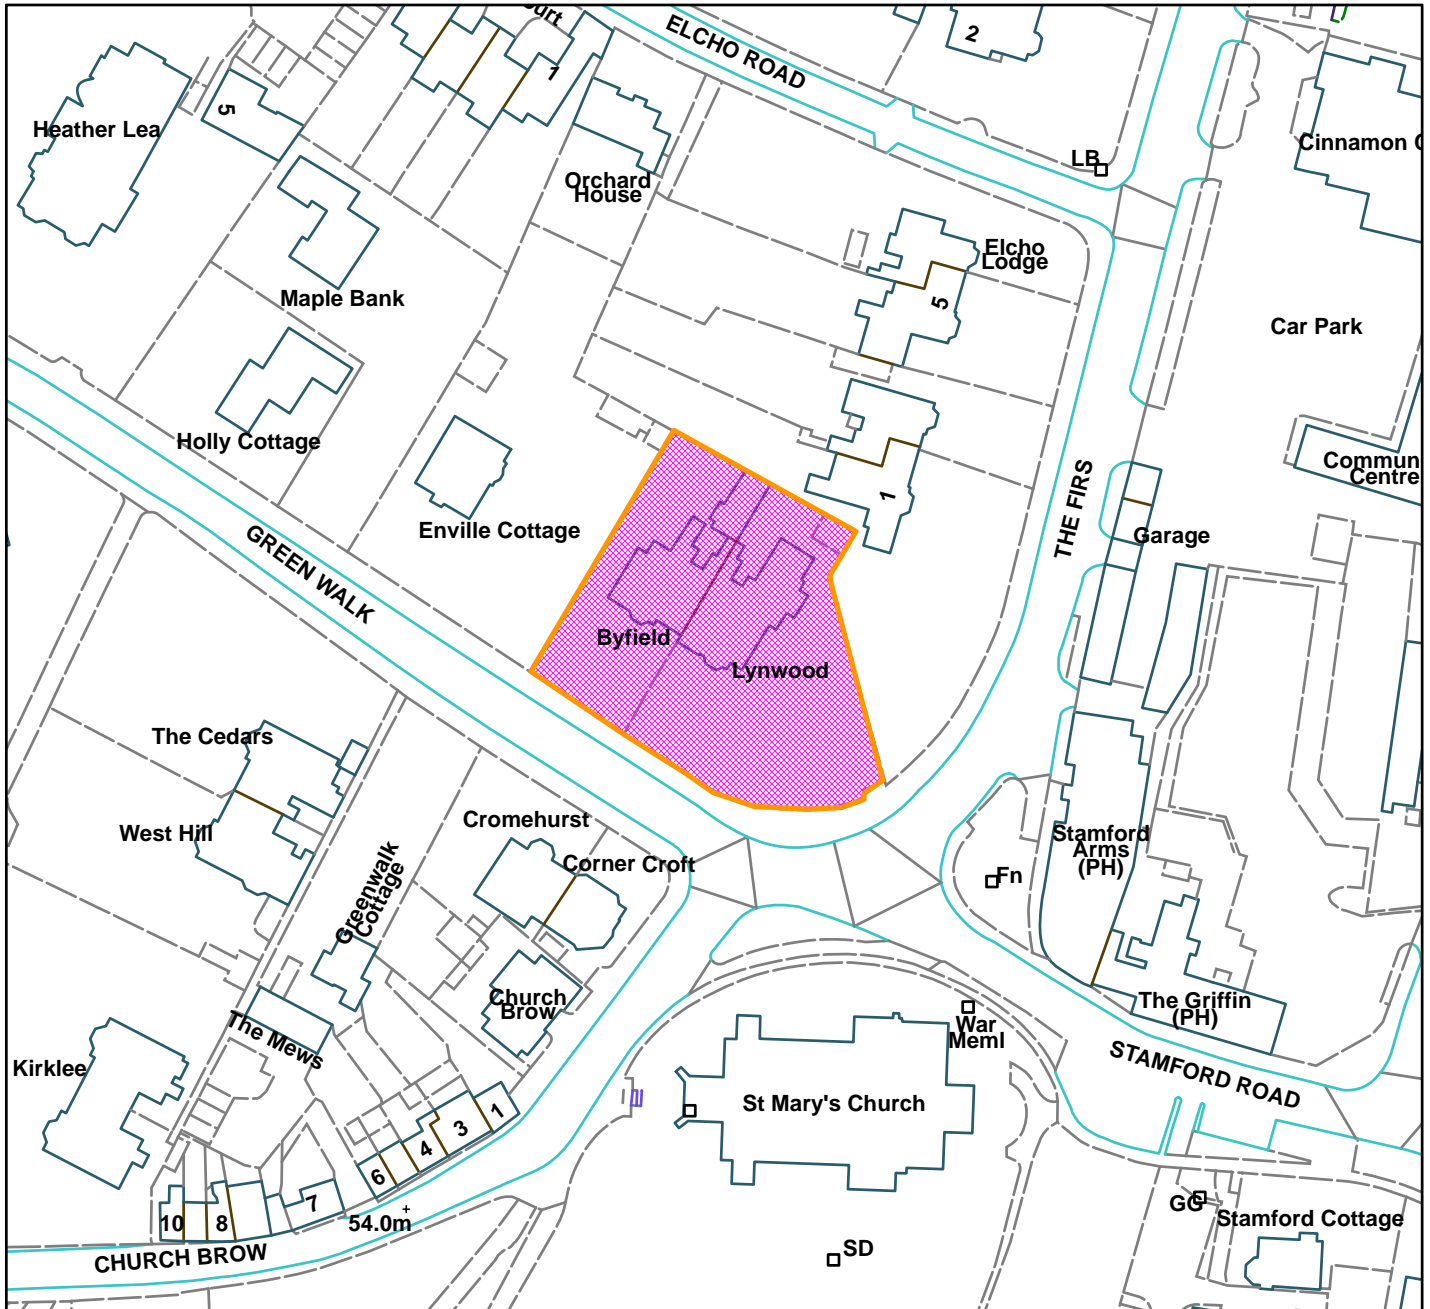 ELCHO ROAD
2
1
5
Heather Lea
LB
Orchard
House
Elcho
Lodge
5
Maple Bank
Car Park
Holly Cottage
Centre
1
Enville Cottage
THE FIRS
Garage
GREEN WALK
Byfield
Lynwood
The Cedars
West Hill
Cromehurst
Corner Croft
Greenwalk
Cottage
Stamford
Arms
(PH)
Fn
Church
Brow
The Mews
The Griffin
(PH)
War
Meml
Kirklee
STAMFORD ROAD
St Mary's Church
1
3
4
6
7
8
10
54.0m
GG
Stamford Cottage
CHURCH BROW
SD